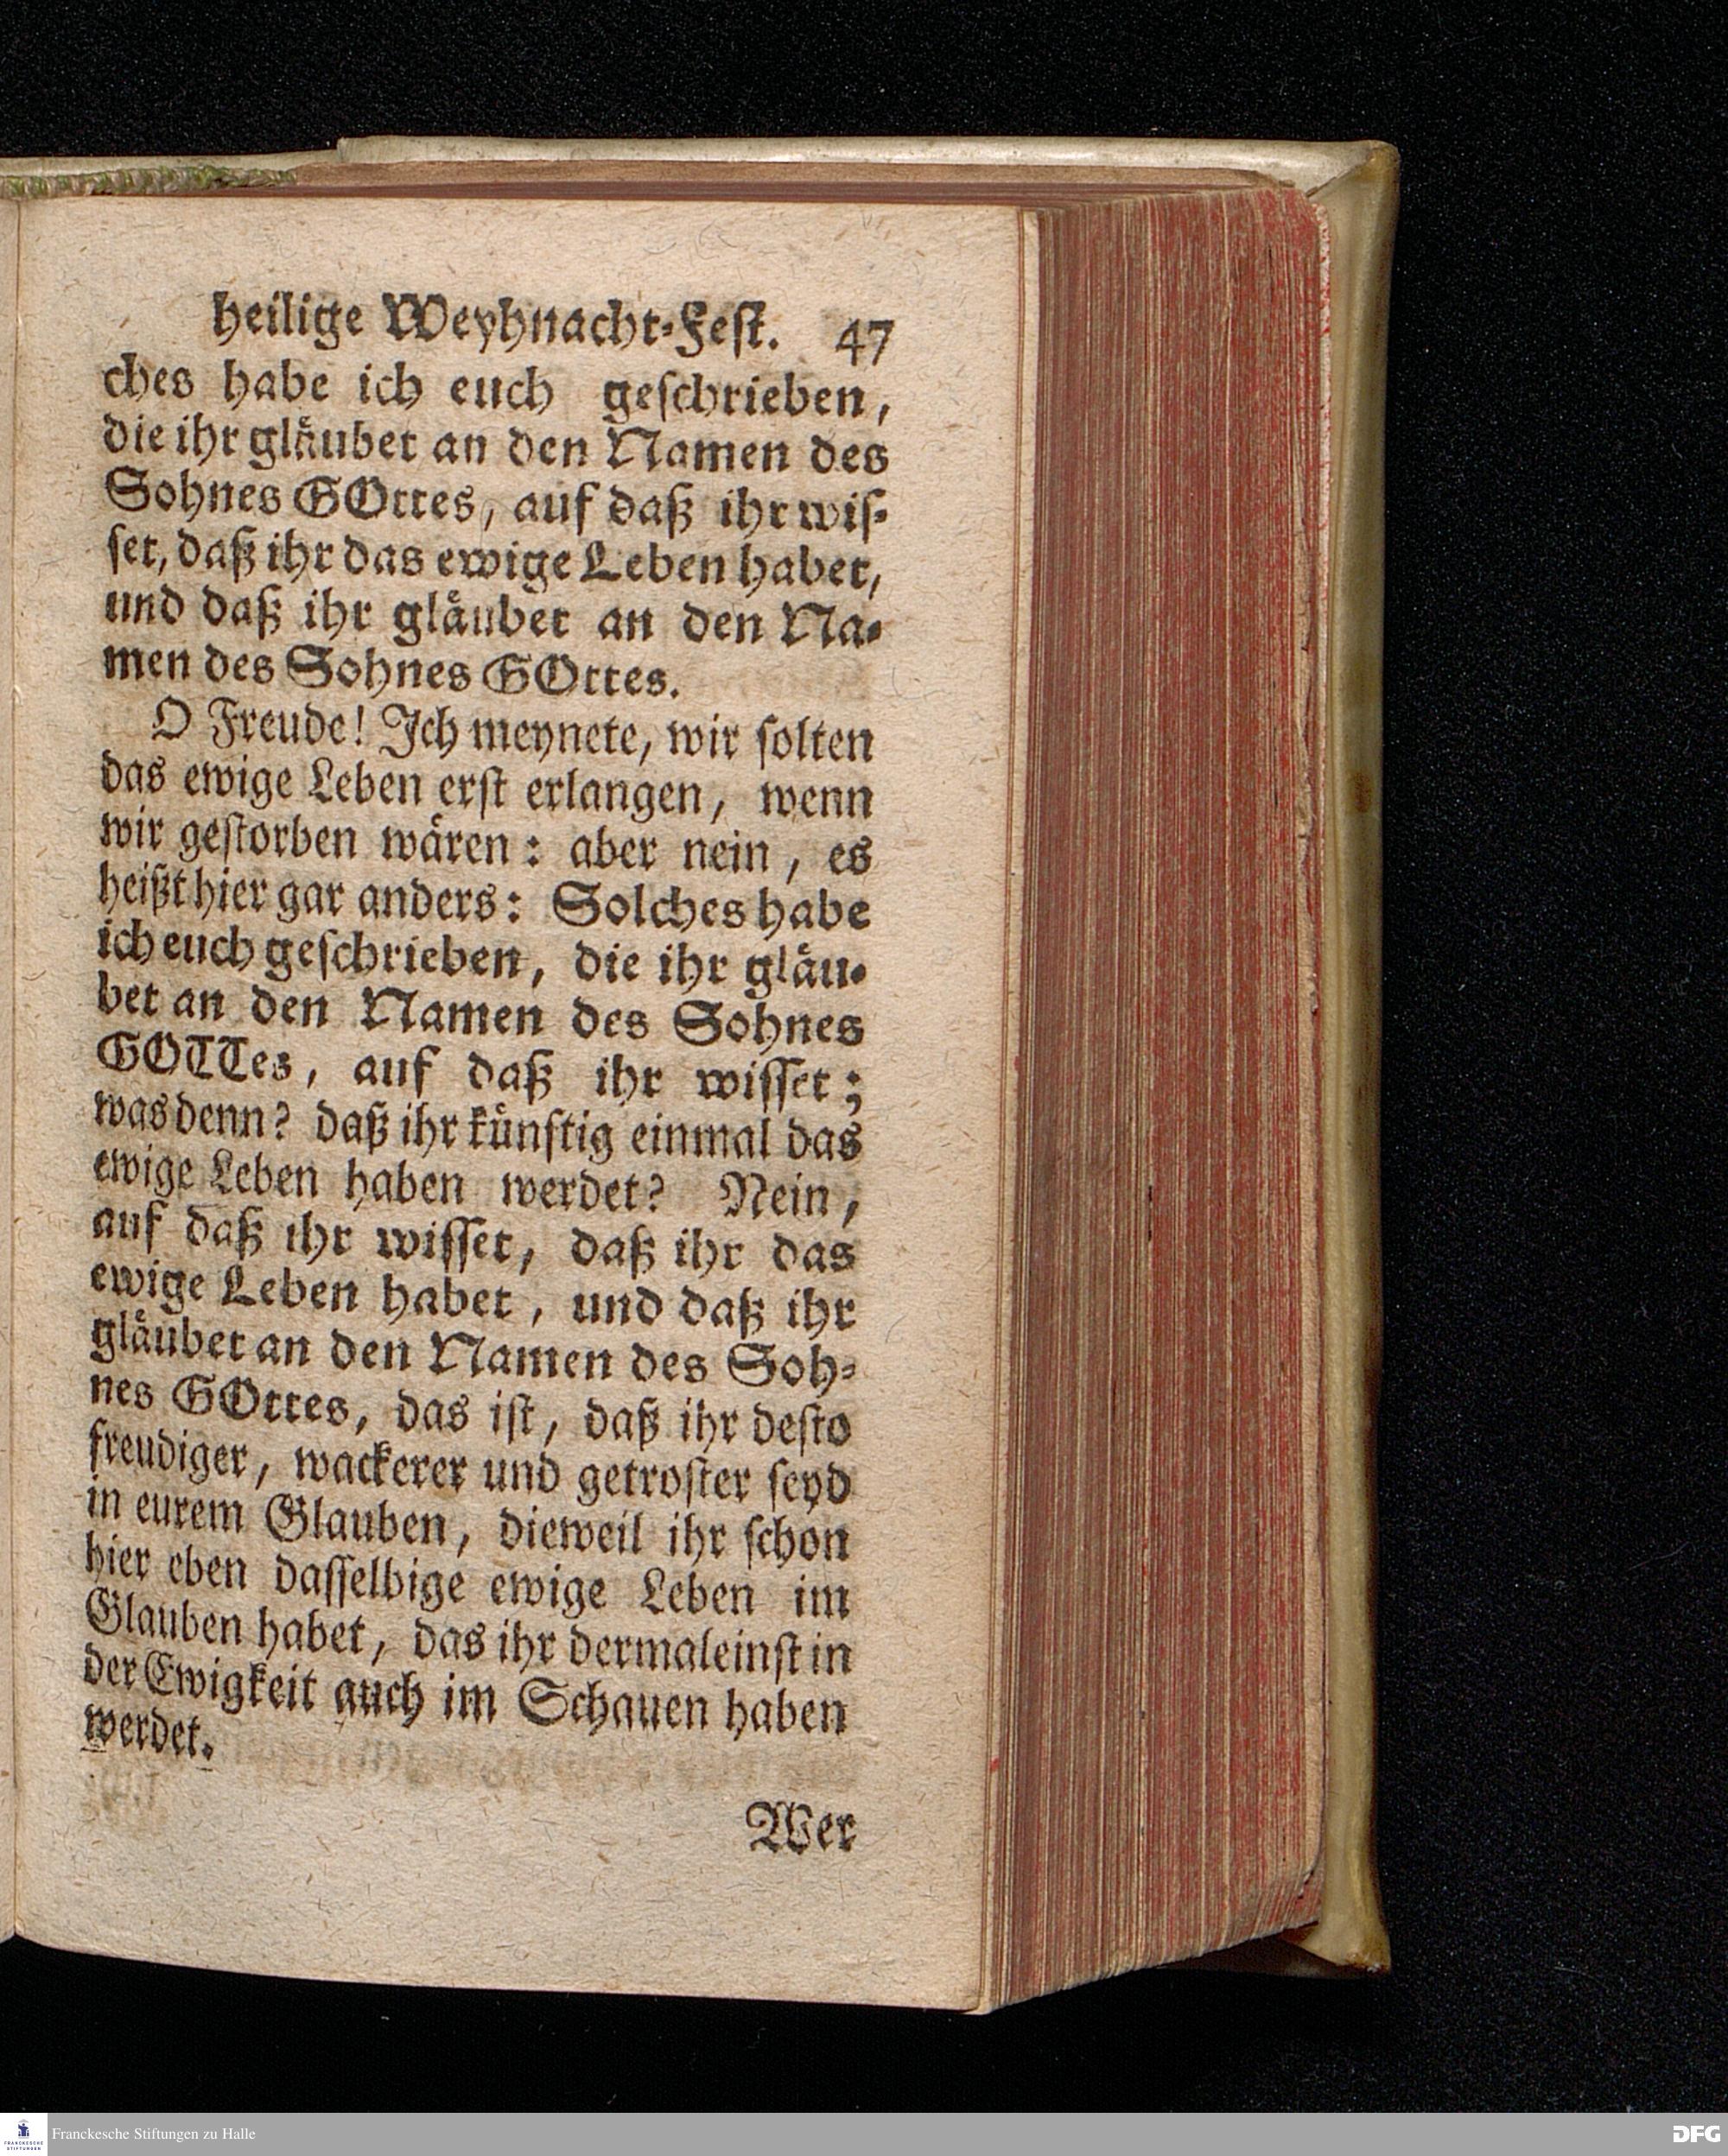 heilige Weyhnacht-Fest. 47
ches habe ich euch geschrieben,
die ihr gläubet an den Namen des
Sohnes GOttes, auf daß ihr wis-
set, daß ihr das ewige Leben habet,
und daß ihr gläubet an den Na-
men des Sohnes GOttes.
O Freude! Ich meynete, wir solten
das ewige Leben erst erlangen, wenn
wir gestorben wären: aber nein, es
heißt hier gar anders: Solches habe
ich euch geschrieben, die ihr gläu-
bet an den Namen des Sohnes
GOTTes, auf daß ihr wisset;
was denn? daß ihr künftig einmal das
ewige Leben haben werdet? Nein,
auf daß ihr wisset, daß ihr das
ewige Leben habet, und daß ihr
gläubet an den Namen des Soh-
nes GOttes, das ist, daß ihr desto
freudiger, wackerer und getroster seyd
in eurem Glauben, dieweil ihr schon
hier eben dasselbige ewige Leben im
Glauben habet, das ihr dermaleinst in
der Ewigkeit auch im Schauen haben
werdet.
Wer
FRANCKESCHE STIFTUNGEN
Franckesche Stiftungen zu Halle
DFG